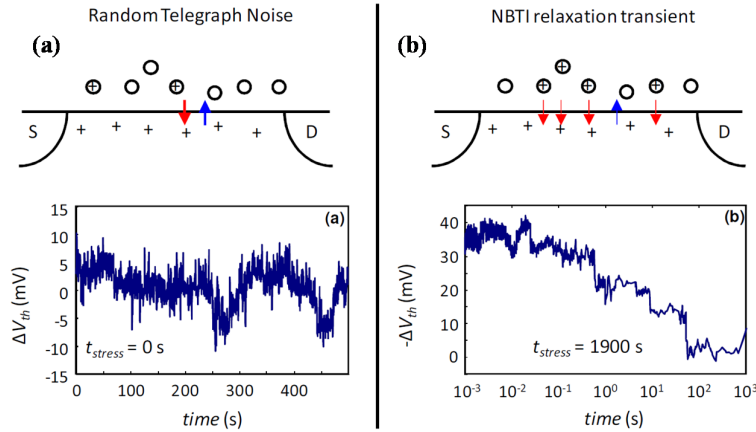 Random Telegraph Noise
(a)
S
+ + + + + +
D
(a)
ΔVth (mV)
15
10
5
0
-5
-10
-15
tstress = 0 s
0 100 200 300 400
time (s)
NBTI relaxation transient
(b)
S
+ + + + + +
D
(b)
-ΔVth (mV)
40
30
20
10
0
tstress = 1900 s
10-3 10-2 10-1 100 101 102 103
time (s)